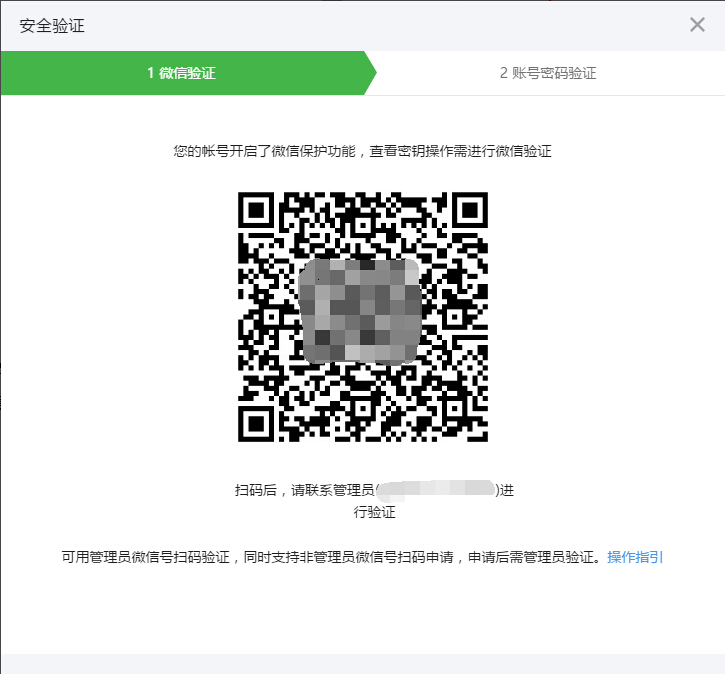 安全验证
1 微信验证
2 账号密码验证
您的帐号开启了微信保护功能，查看密钥操作需进行微信验证
扫码后，请联系管理员( )进
行验证
可用管理员微信号扫码验证，同时支持非管理员微信号扫码申请，申请后需管理员验证。操作指引